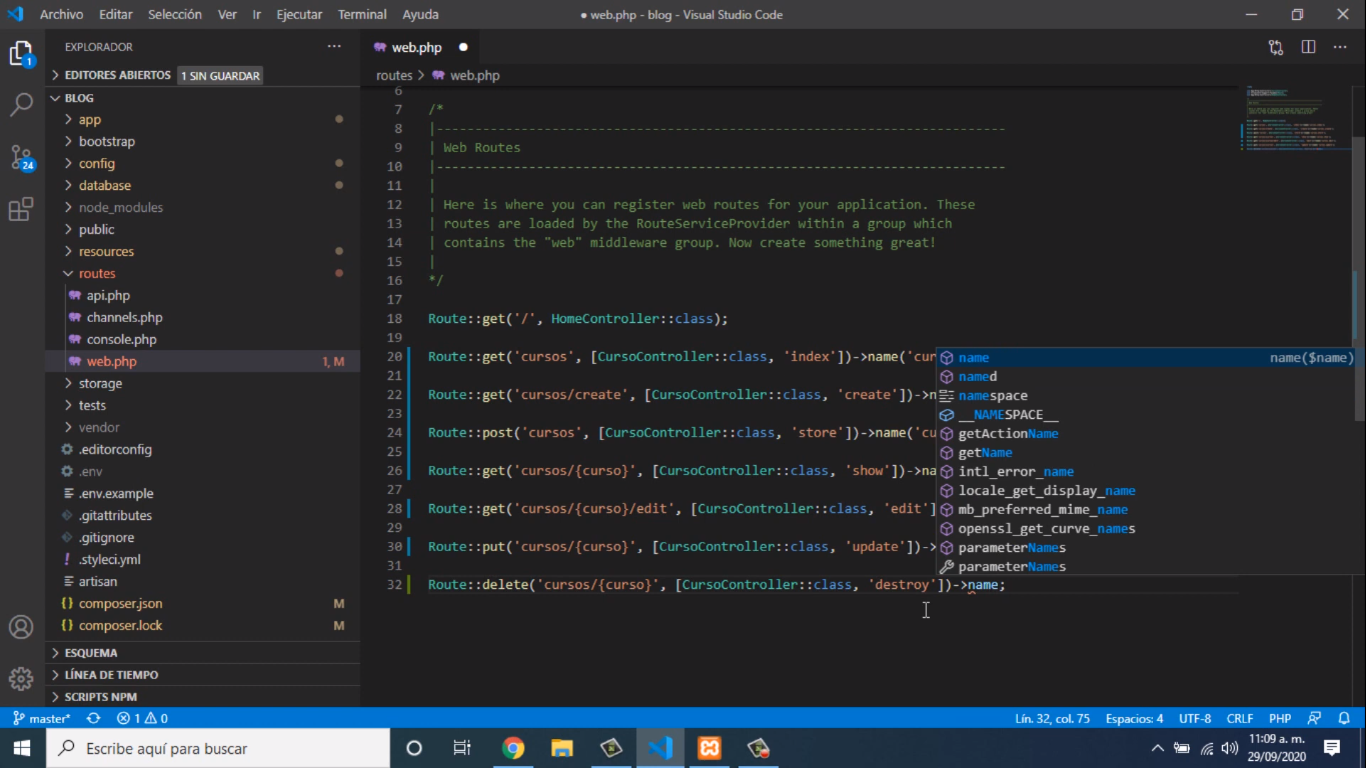 Archivo Editar Selección Ver Ir Ejecutar Terminal Ayuda
● web.php - blog - Visual Studio Code
EXPLORADOR
EDITORES ABIERTOS 1 SIN GUARDAR
BLOG
app
bootstrap
config
database
node_modules
public
resources
routes
api.php
channels.php
console.php
web.php 1, M
storage
tests
vendor
.editorconfig
.env
.env.example
.gitattributes
.gitignore
.styleci.yml
artisan
composer.json M
composer.lock M
ESQUEMA
LÍNEA DE TIEMPO
SCRIPTS NPM
1
24
web.php
routes > web.php
6
7 /*
8 |--------------------------------------------------------------------------
9 | Web Routes
10 |--------------------------------------------------------------------------
11 |
12 | Here is where you can register web routes for your application. These
13 | routes are loaded by the RouteServiceProvider within a group which
14 | contains the "web" middleware group. Now create something great!
15 |
16 */
17
18 Route::get('/', HomeController::class);
19
20 Route::get('cursos', [CursoController::class, 'index'])->name('cur
21
22 Route::get('cursos/create', [CursoController::class, 'create'])->n
23
24 Route::post('cursos', [CursoController::class, 'store'])->name('cu
25
26 Route::get('cursos/{curso}', [CursoController::class, 'show'])->na
27
28 Route::get('cursos/{curso}/edit', [CursoController::class, 'edit']
29
30 Route::put('cursos/{curso}', [CursoController::class, 'update'])->
31
32 Route::delete('cursos/{curso}', [CursoController::class, 'destroy'])->name;
name name($name)
named
namespace
__NAMESPACE__
getActionName
getName
intl_error_name
locale_get_display_name
mb_preferred_mime_name
openssl_get_curve_names
parameterNames
parameterNames
master* 1 0
Lín. 32, col. 75 Espacios: 4 UTF-8 CRLF PHP
Escribe aquí para buscar
11:09 a. m.
29/09/2020